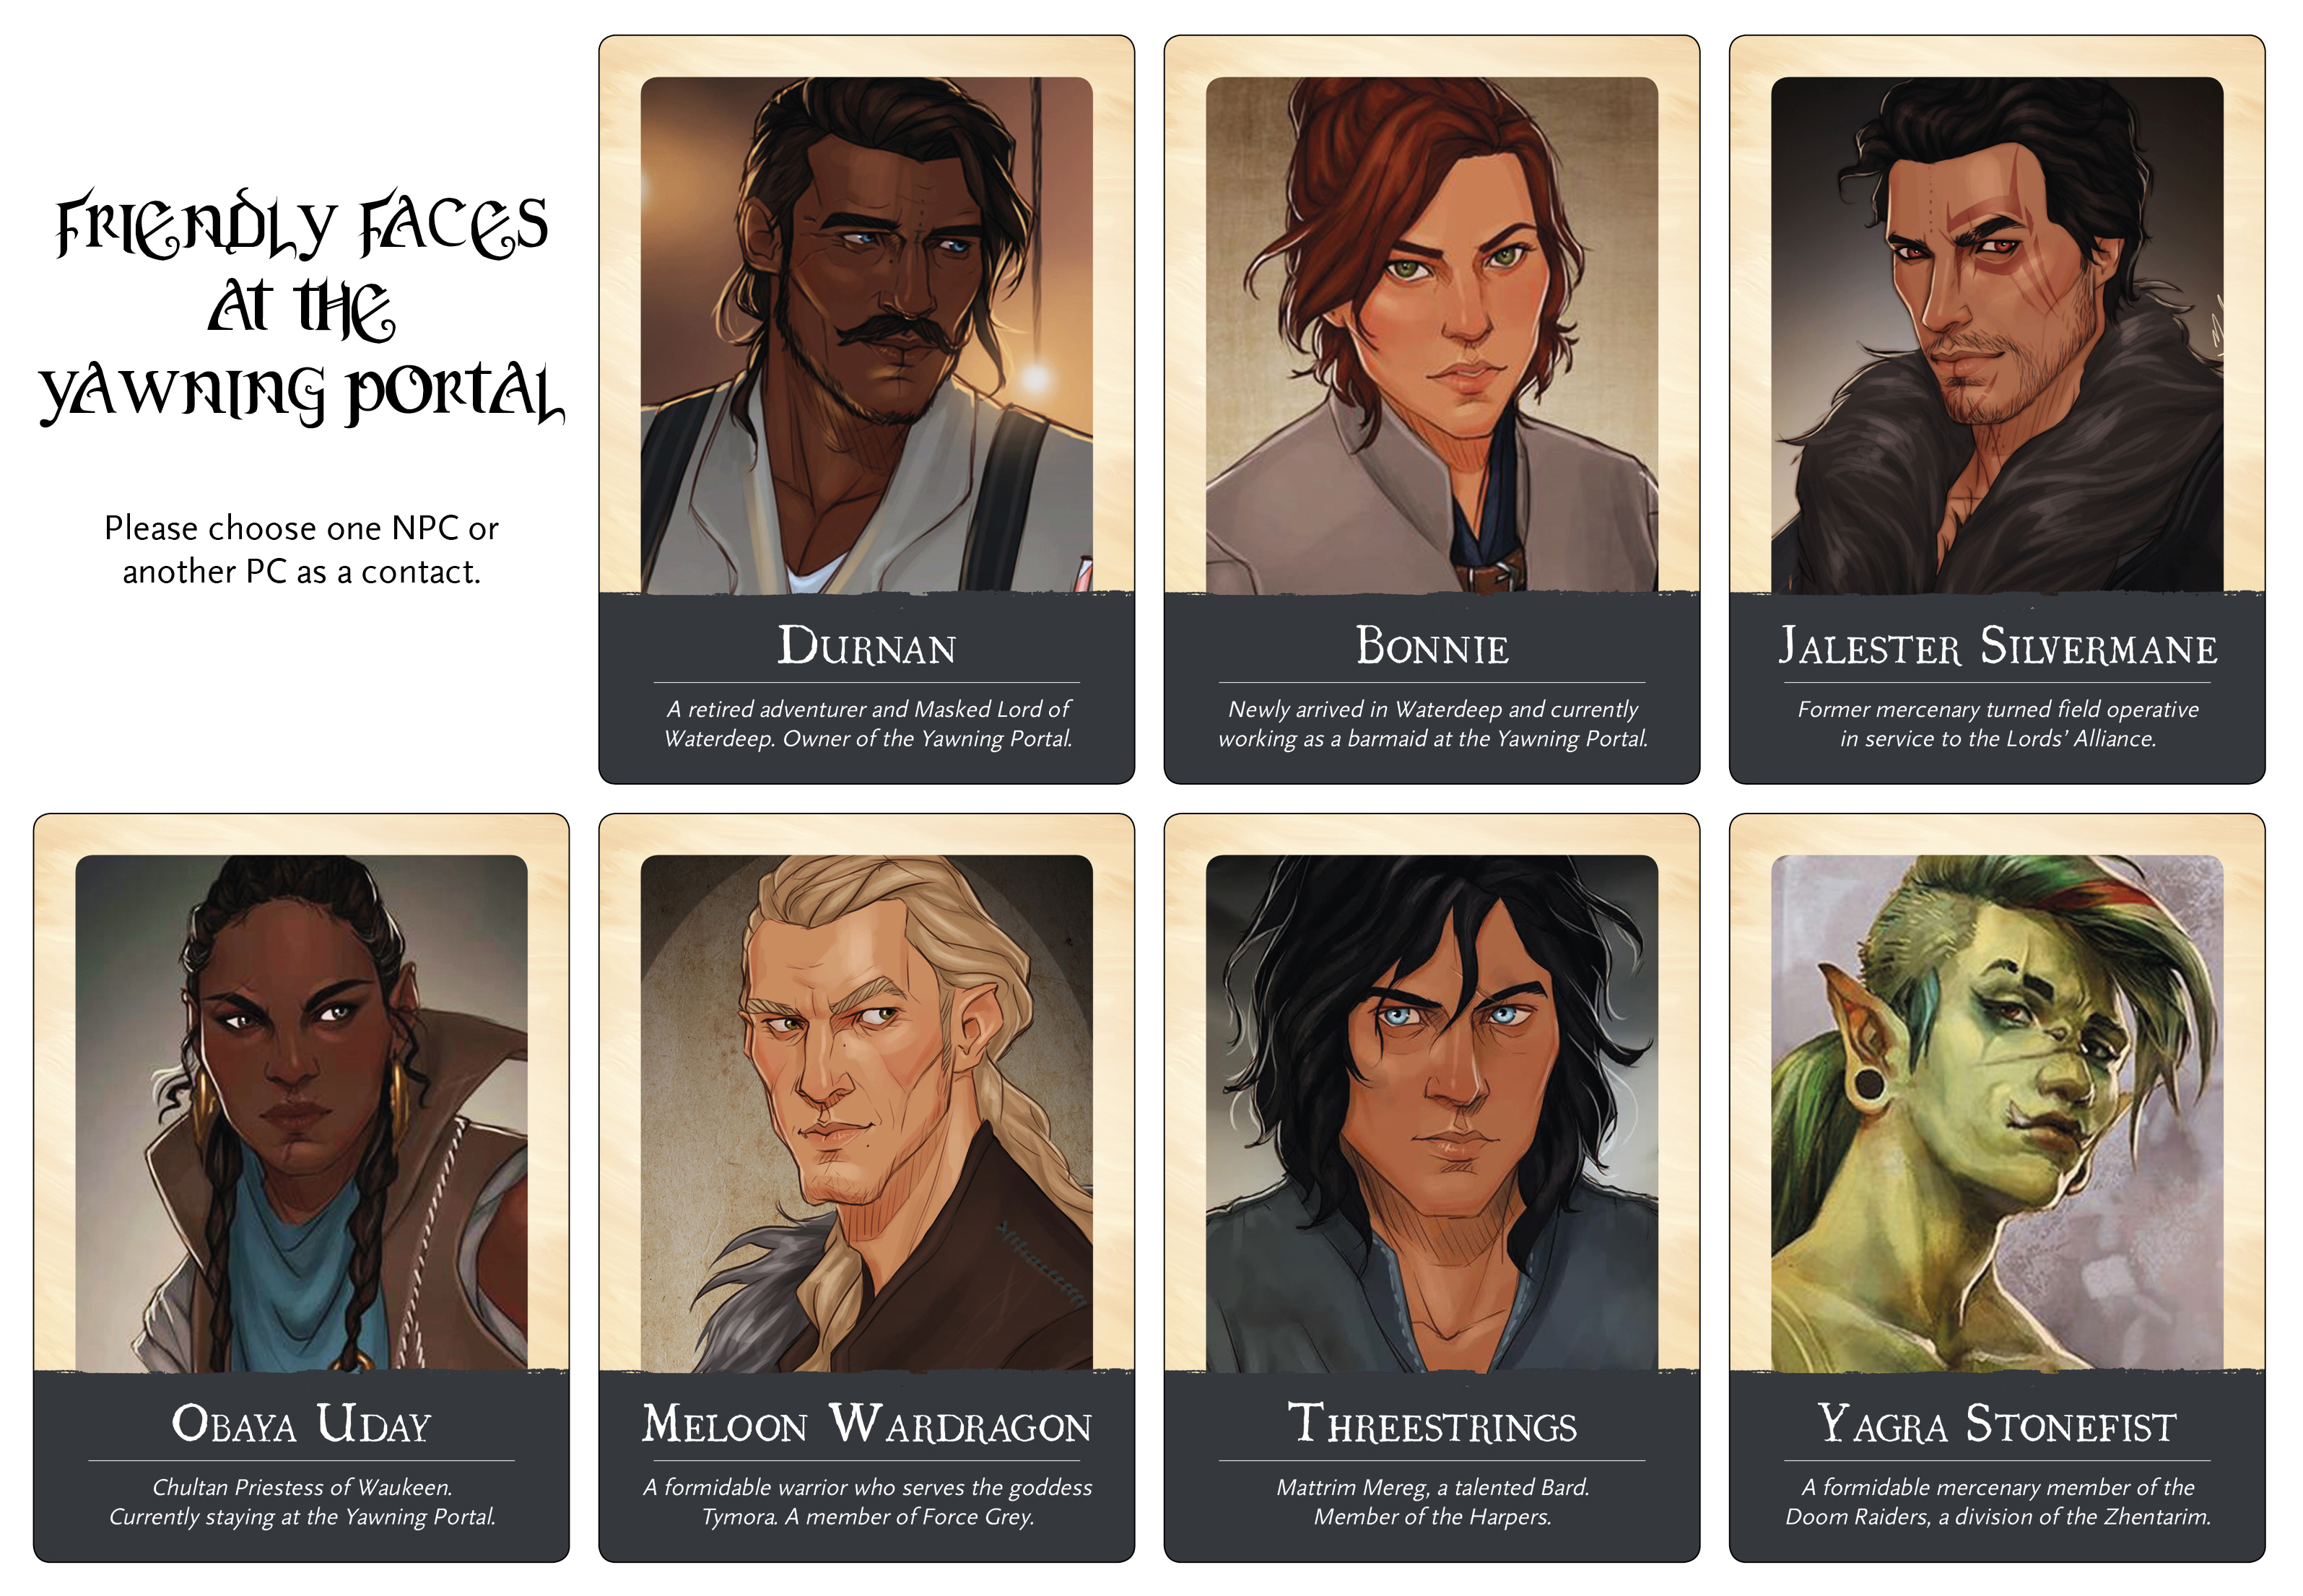 Friendly Faces
at the
Yawning Portal
Please choose one NPC or
another PC as a contact.
Durnan
A retired adventurer and Masked Lord of
Waterdeep. Owner of the Yawning Portal.
Bonnie
Newly arrived in Waterdeep and currently
working as a barmaid at the Yawning Portal.
Jalester Silvermane
Former mercenary turned field operative
in service to the Lords’ Alliance.
Obaya Uday
Chultan Priestess of Waukeen.
Currently staying at the Yawning Portal.
Meloon Wardragon
A formidable warrior who serves the goddess
Tymora. A member of Force Grey.
Threestrings
Mattrim Mereg, a talented Bard.
Member of the Harpers.
Yagra Stonefist
A formidable mercenary member of the
Doom Raiders, a division of the Zhentarim.